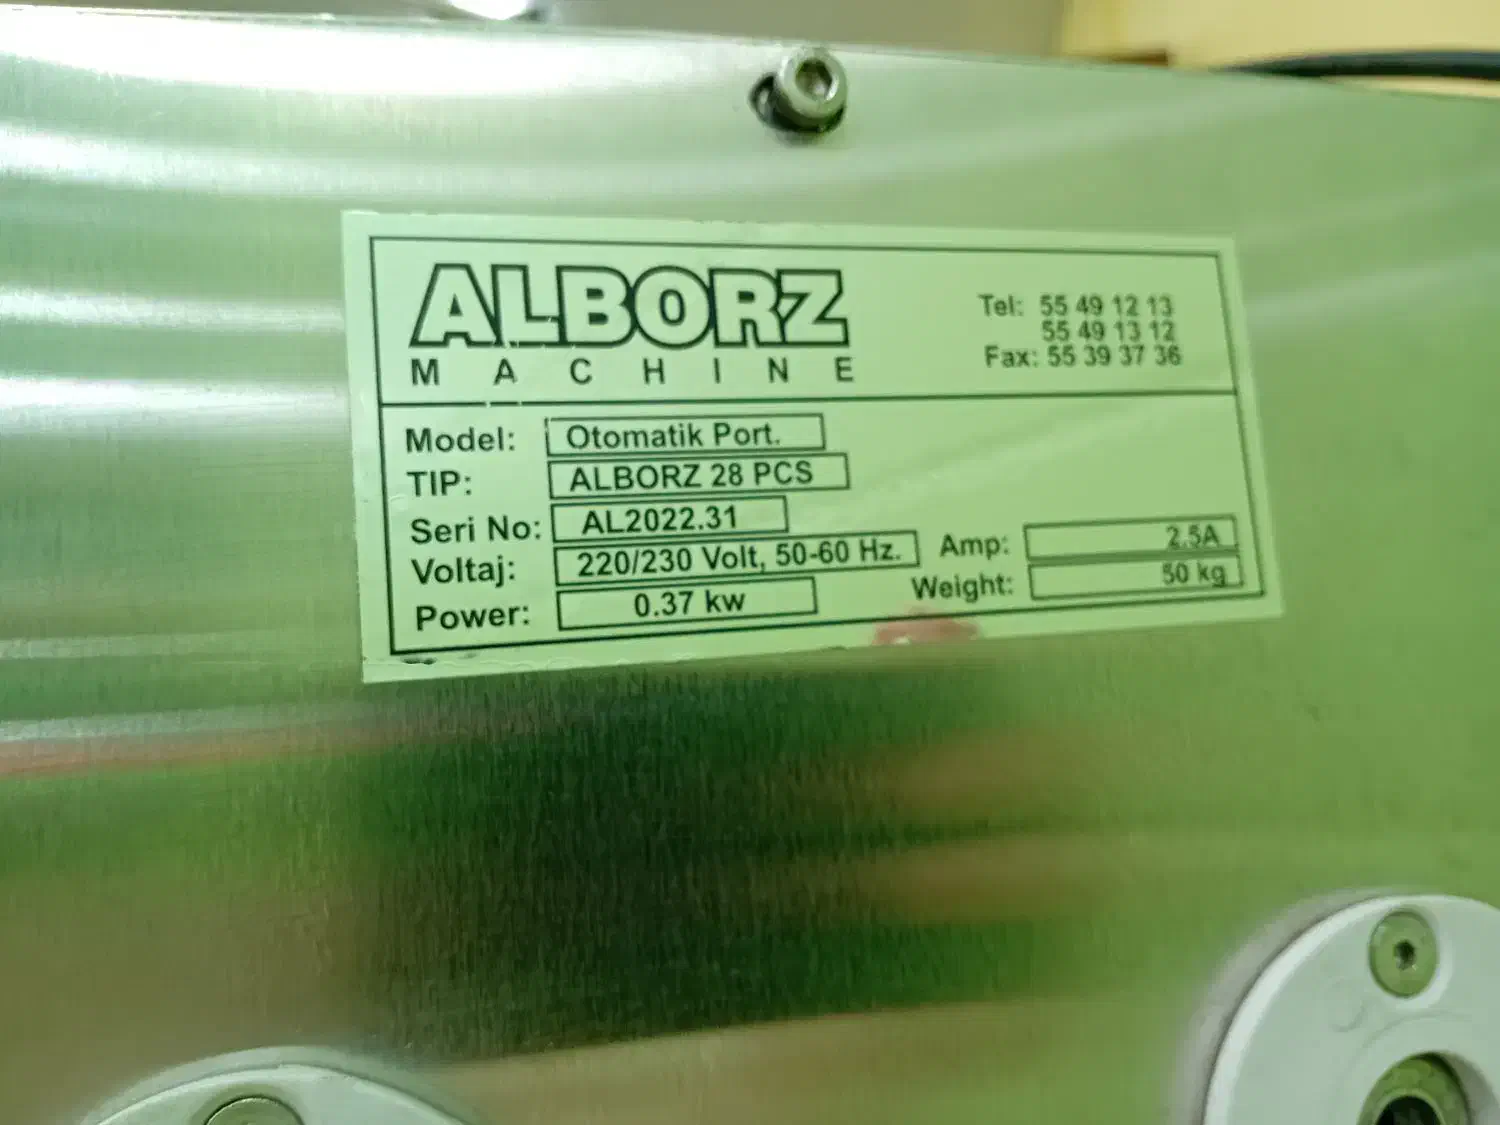 ALBORZ
MACHINE
Tel: 55 49 12 13
55 49 13 12
Fax: 55 39 37 36
Model: Otomatik Port.
TIP: ALBORZ 28 PCS
Seri No: AL2022.31
Voltaj: 220/230 Volt, 50-60 Hz. Amp: 2.5A
Power: 0.37 kw Weight: 50 kg